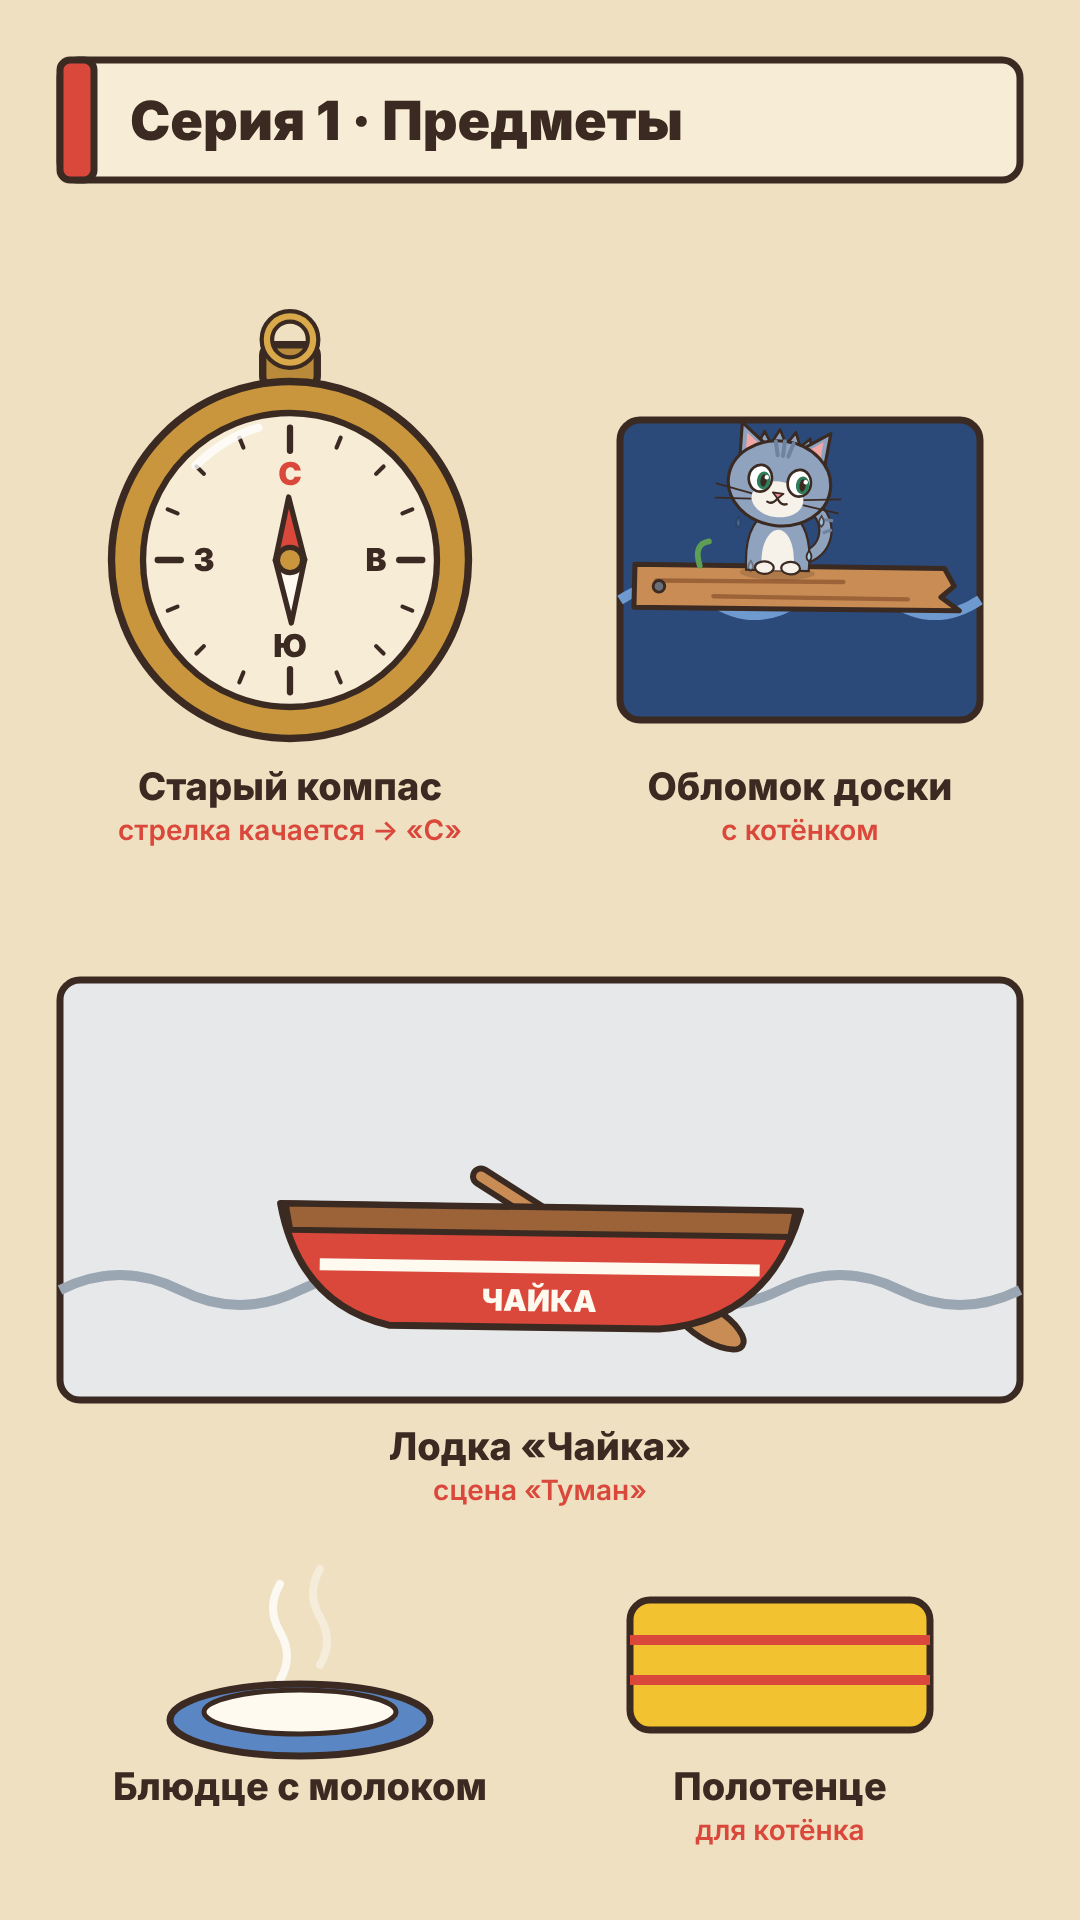 Серия 1 · Предметы
С
З
В
Ю
Старый компас
стрелка качается → «С»
Обломок доски
с котёнком
ЧАЙКА
Лодка «Чайка»
сцена «Туман»
Блюдце с молоком
Полотенце
для котёнка